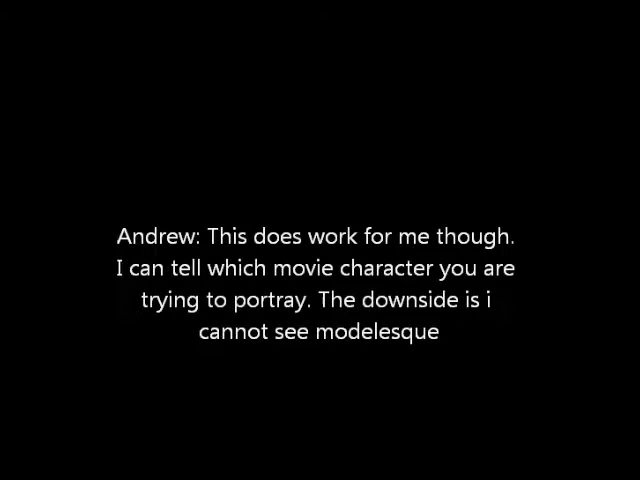 Andrew: This does work for me though.
I can tell which movie character you are
trying to portray. The downside is i
cannot see modelesque